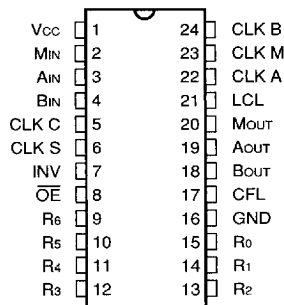 Vcc 1 24 CLK B
MIN 2 23 CLK M
AIN 3 22 CLK A
BIN 4 21 LCL
CLK C 5 20 MOUT
CLK S 6 19 AOUT
INV 7 18 BOUT
O̅E̅ 8 17 CFL
R6 9 16 GND
R5 10 15 R0
R4 11 14 R1
R3 12 13 R2